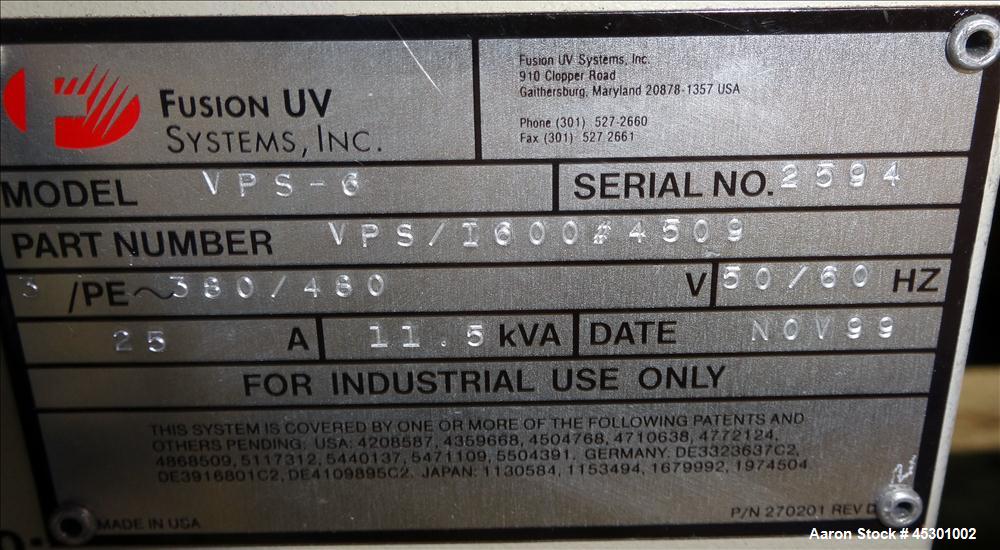 FUSION UV
SYSTEMS, INC.
Fusion UV Systems, Inc.
910 Clopper Road
Gaithersburg, Maryland 20878-1357 USA
Phone (301) 527-2660
Fax (301) 527 2661
MODEL VPS-6
SERIAL NO. 2594
PART NUMBER VPS/I600#4509
3 /PE~380/480 V 50/60 HZ
25 A 11.5 kVA DATE NOV99
FOR INDUSTRIAL USE ONLY
THIS SYSTEM IS COVERED BY ONE OR MORE OF THE FOLLOWING PATENTS AND
OTHERS PENDING: USA: 4208587, 4359668, 4504768, 4710638, 4772124,
4868509, 5117312, 5440137, 5471109, 5504391. GERMANY: DE3323637C2,
DE3916801C2, DE4109895C2. JAPAN: 1130584, 1153494, 1679992, 1974504.
MADE IN USA
P/N 270201 REV D
Aaron Stock # 45301002